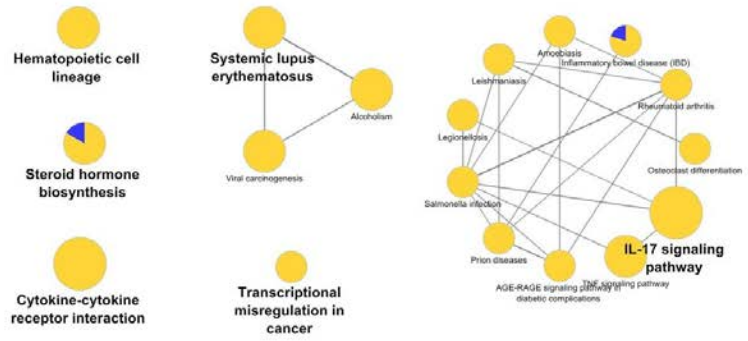 Hematopoietic cell
lineage
Steroid hormone
biosynthesis
Cytokine-cytokine
receptor interaction
Systemic lupus
erythematosus
Alcoholism
Viral carcinogenesis
Transcriptional
misregulation in
cancer
Amoebiasis
Inflammatory bowel disease (IBD)
Leishmaniasis
Rheumatoid arthritis
Legionellosis
Osteoclast differentiation
Salmonella infection
IL-17 signaling
pathway
Prion diseases
TNF signaling pathway
AGE-RAGE signaling pathway in
diabetic complications